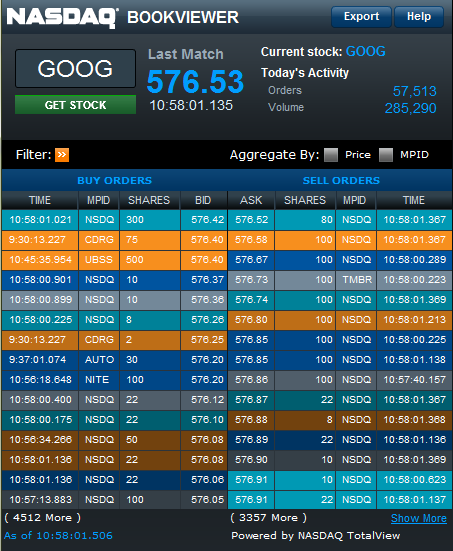 NASDAQ® BOOKVIEWER Export Help
GOOG
GET STOCK
Last Match
576.53
10:58:01.135
Current stock: GOOG
Today's Activity
Orders 57,513
Volume 285,290
Filter: » Aggregate By: Price MPID
BUY ORDERS SELL ORDERS
TIME MPID SHARES BID ASK SHARES MPID TIME
10:58:01.021 NSDQ 300 576.42 576.52 80 NSDQ 10:58:01.367
9:30:13.227 CDRG 75 576.40 576.58 100 NSDQ 10:58:01.367
10:45:35.954 UBSS 500 576.40 576.67 100 NSDQ 10:58:00.289
10:58:00.901 NSDQ 10 576.37 576.73 100 TMBR 10:58:00.223
10:58:00.899 NSDQ 10 576.36 576.74 100 NSDQ 10:58:01.369
10:58:00.225 NSDQ 8 576.26 576.80 100 NSDQ 10:58:01.213
9:30:13.227 CDRG 2 576.25 576.85 100 NSDQ 10:58:00.225
9:37:01.074 AUTO 30 576.20 576.85 100 NSDQ 10:58:01.138
10:56:18.648 NITE 100 576.20 576.86 100 NSDQ 10:57:40.157
10:58:00.400 NSDQ 22 576.12 576.87 22 NSDQ 10:58:01.367
10:58:00.175 NSDQ 22 576.10 576.88 8 NSDQ 10:58:01.368
10:56:34.266 NSDQ 50 576.08 576.89 22 NSDQ 10:58:01.136
10:58:01.136 NSDQ 22 576.08 576.90 10 NSDQ 10:58:01.369
10:58:01.136 NSDQ 22 576.06 576.91 10 NSDQ 10:58:00.623
10:57:13.883 NSDQ 100 576.05 576.91 22 NSDQ 10:58:01.137
( 4512 More ) ( 3357 More ) Show More
As of 10:58:01.506 Powered by NASDAQ TotalView